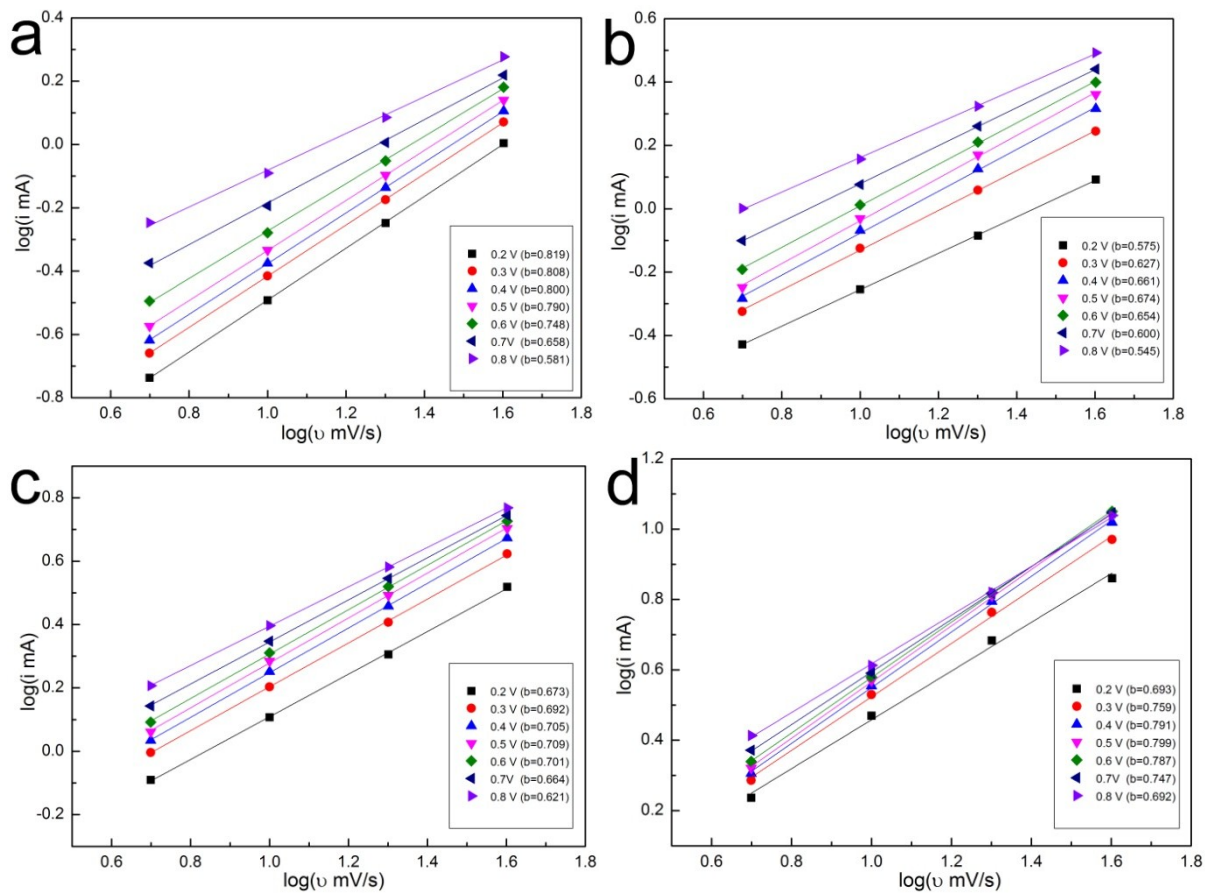 a
0.4
0.2
0.0
-0.2
-0.4
-0.6
-0.8
log(i mA)
0.6 0.8 1.0 1.2 1.4 1.6 1.8
log(υ mV/s)
0.2 V (b=0.819)
0.3 V (b=0.808)
0.4 V (b=0.800)
0.5 V (b=0.790)
0.6 V (b=0.748)
0.7V (b=0.658)
0.8 V (b=0.581)
b
0.6
0.4
0.2
0.0
-0.2
-0.4
-0.6
log(i mA)
0.6 0.8 1.0 1.2 1.4 1.6 1.8
log(υ mV/s)
0.2 V (b=0.575)
0.3 V (b=0.627)
0.4 V (b=0.661)
0.5 V (b=0.674)
0.6 V (b=0.654)
0.7V (b=0.600)
0.8 V (b=0.545)
c
0.8
0.6
0.4
0.2
0.0
-0.2
log(i mA)
0.6 0.8 1.0 1.2 1.4 1.6 1.8
log(υ mV/s)
0.2 V (b=0.673)
0.3 V (b=0.692)
0.4 V (b=0.705)
0.5 V (b=0.709)
0.6 V (b=0.701)
0.7V (b=0.664)
0.8 V (b=0.621)
d
1.2
1.0
0.8
0.6
0.4
0.2
log(i mA)
0.6 0.8 1.0 1.2 1.4 1.6 1.8
log(υ mV/s)
0.2 V (b=0.693)
0.3 V (b=0.759)
0.4 V (b=0.791)
0.5 V (b=0.799)
0.6 V (b=0.787)
0.7V (b=0.747)
0.8 V (b=0.692)